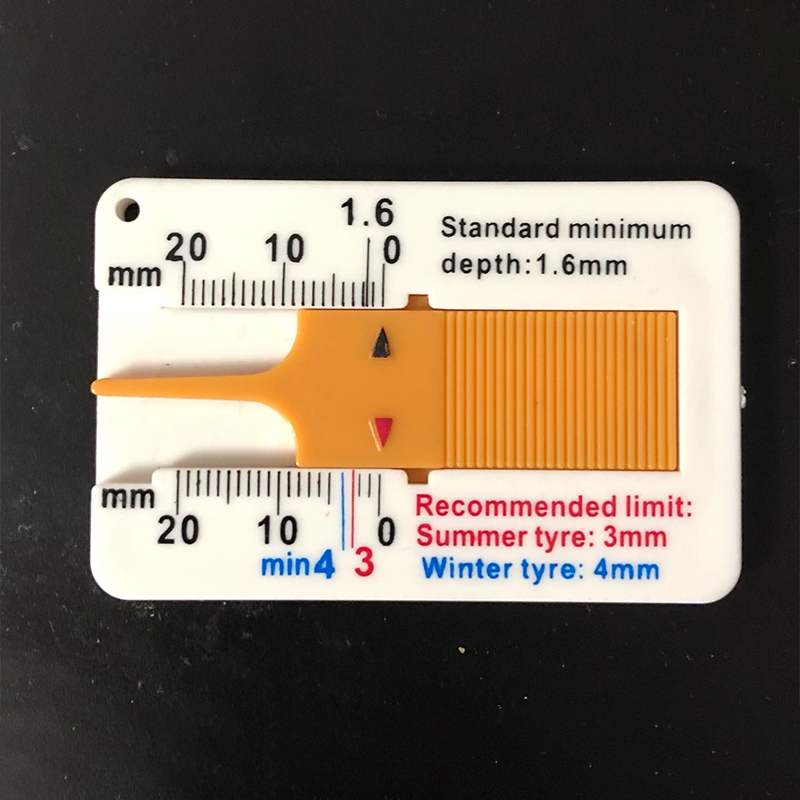 1.6
20 10 0
mm
Standard minimum
depth:1.6mm
mm
20 10 0
min4 3
Recommended limit:
Summer tyre: 3mm
Winter tyre: 4mm